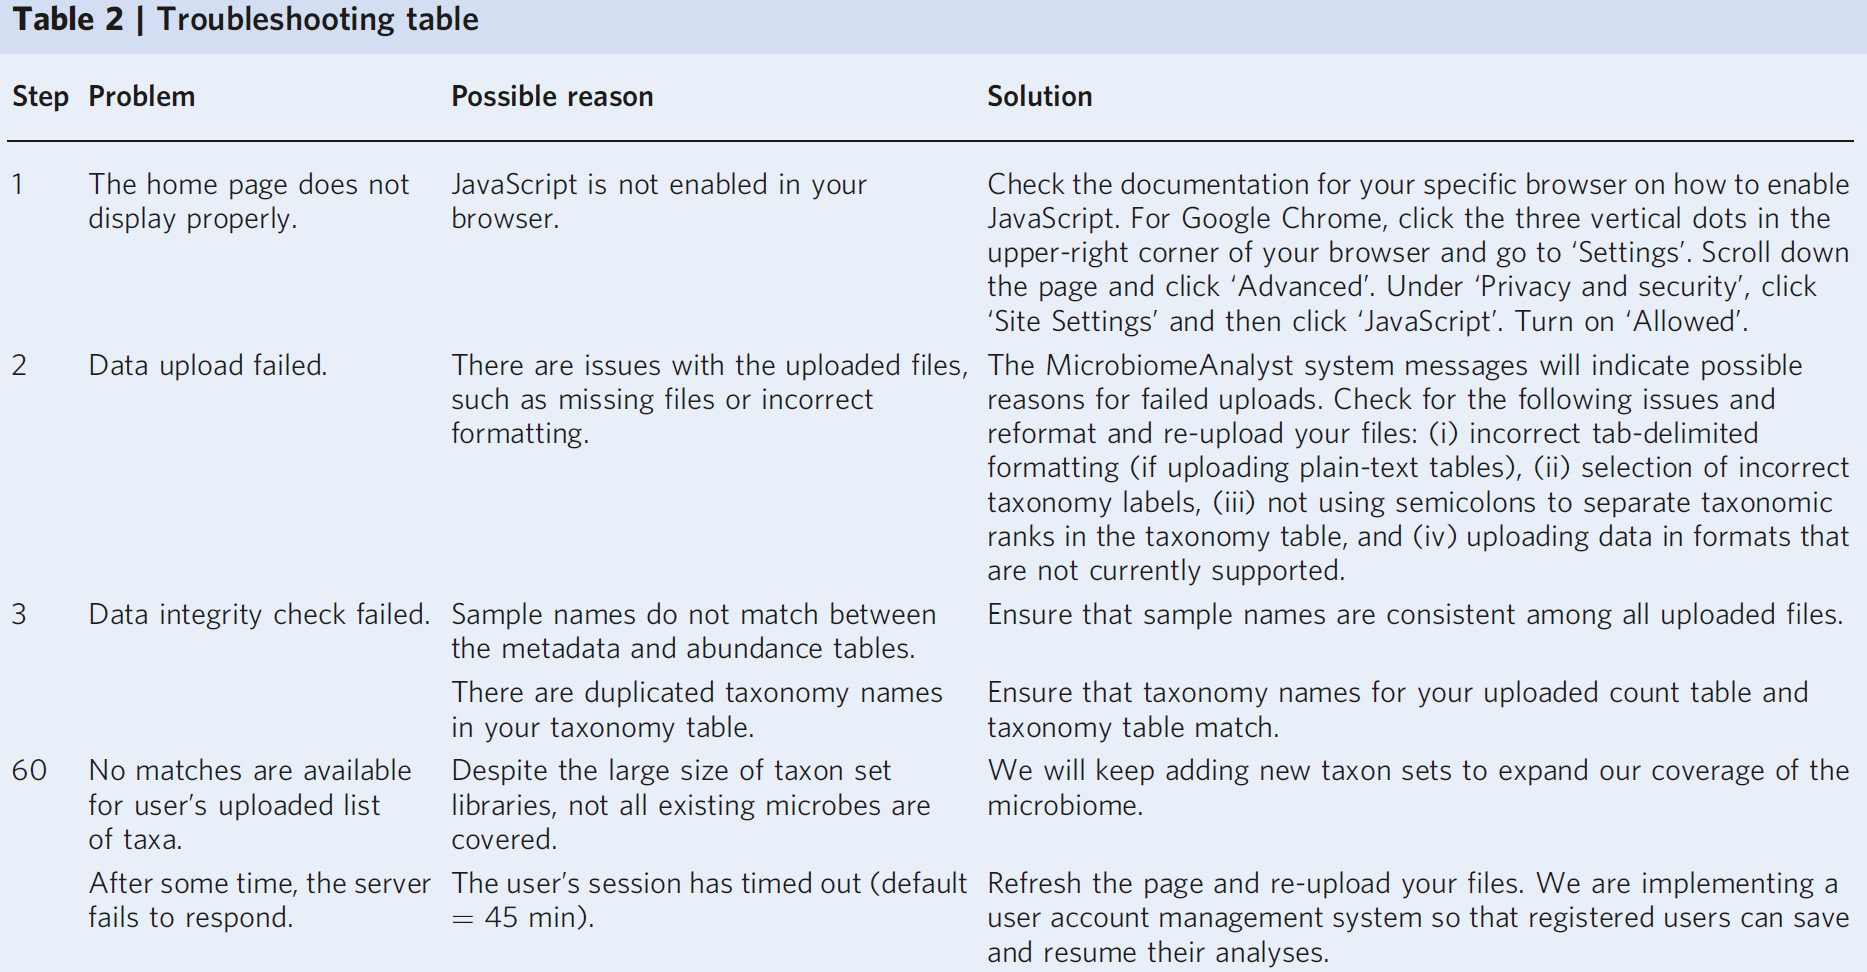 Table 2 | Troubleshooting table
Step Problem Possible reason Solution
1 The home page does not display properly. JavaScript is not enabled in your browser. Check the documentation for your specific browser on how to enable
JavaScript. For Google Chrome, click the three vertical dots in the
upper-right corner of your browser and go to ‘Settings’. Scroll down
the page and click ‘Advanced’. Under ‘Privacy and security’, click
‘Site Settings’ and then click ‘JavaScript’. Turn on ‘Allowed’.
2 Data upload failed. There are issues with the uploaded files, such as missing files or incorrect formatting. The MicrobiomeAnalyst system messages will indicate possible
reasons for failed uploads. Check for the following issues and
reformat and re-upload your files: (i) incorrect tab-delimited
formatting (if uploading plain-text tables), (ii) selection of incorrect
taxonomy labels, (iii) not using semicolons to separate taxonomic
ranks in the taxonomy table, and (iv) uploading data in formats that
are not currently supported.
3 Data integrity check failed. Sample names do not match between the metadata and abundance tables. Ensure that sample names are consistent among all uploaded files.
There are duplicated taxonomy names in your taxonomy table. Ensure that taxonomy names for your uploaded count table and
taxonomy table match.
60 No matches are available for user’s uploaded list of taxa. Despite the large size of taxon set libraries, not all existing microbes are covered. We will keep adding new taxon sets to expand our coverage of the
microbiome.
After some time, the server fails to respond. The user’s session has timed out (default = 45 min). Refresh the page and re-upload your files. We are implementing a
user account management system so that registered users can save
and resume their analyses.